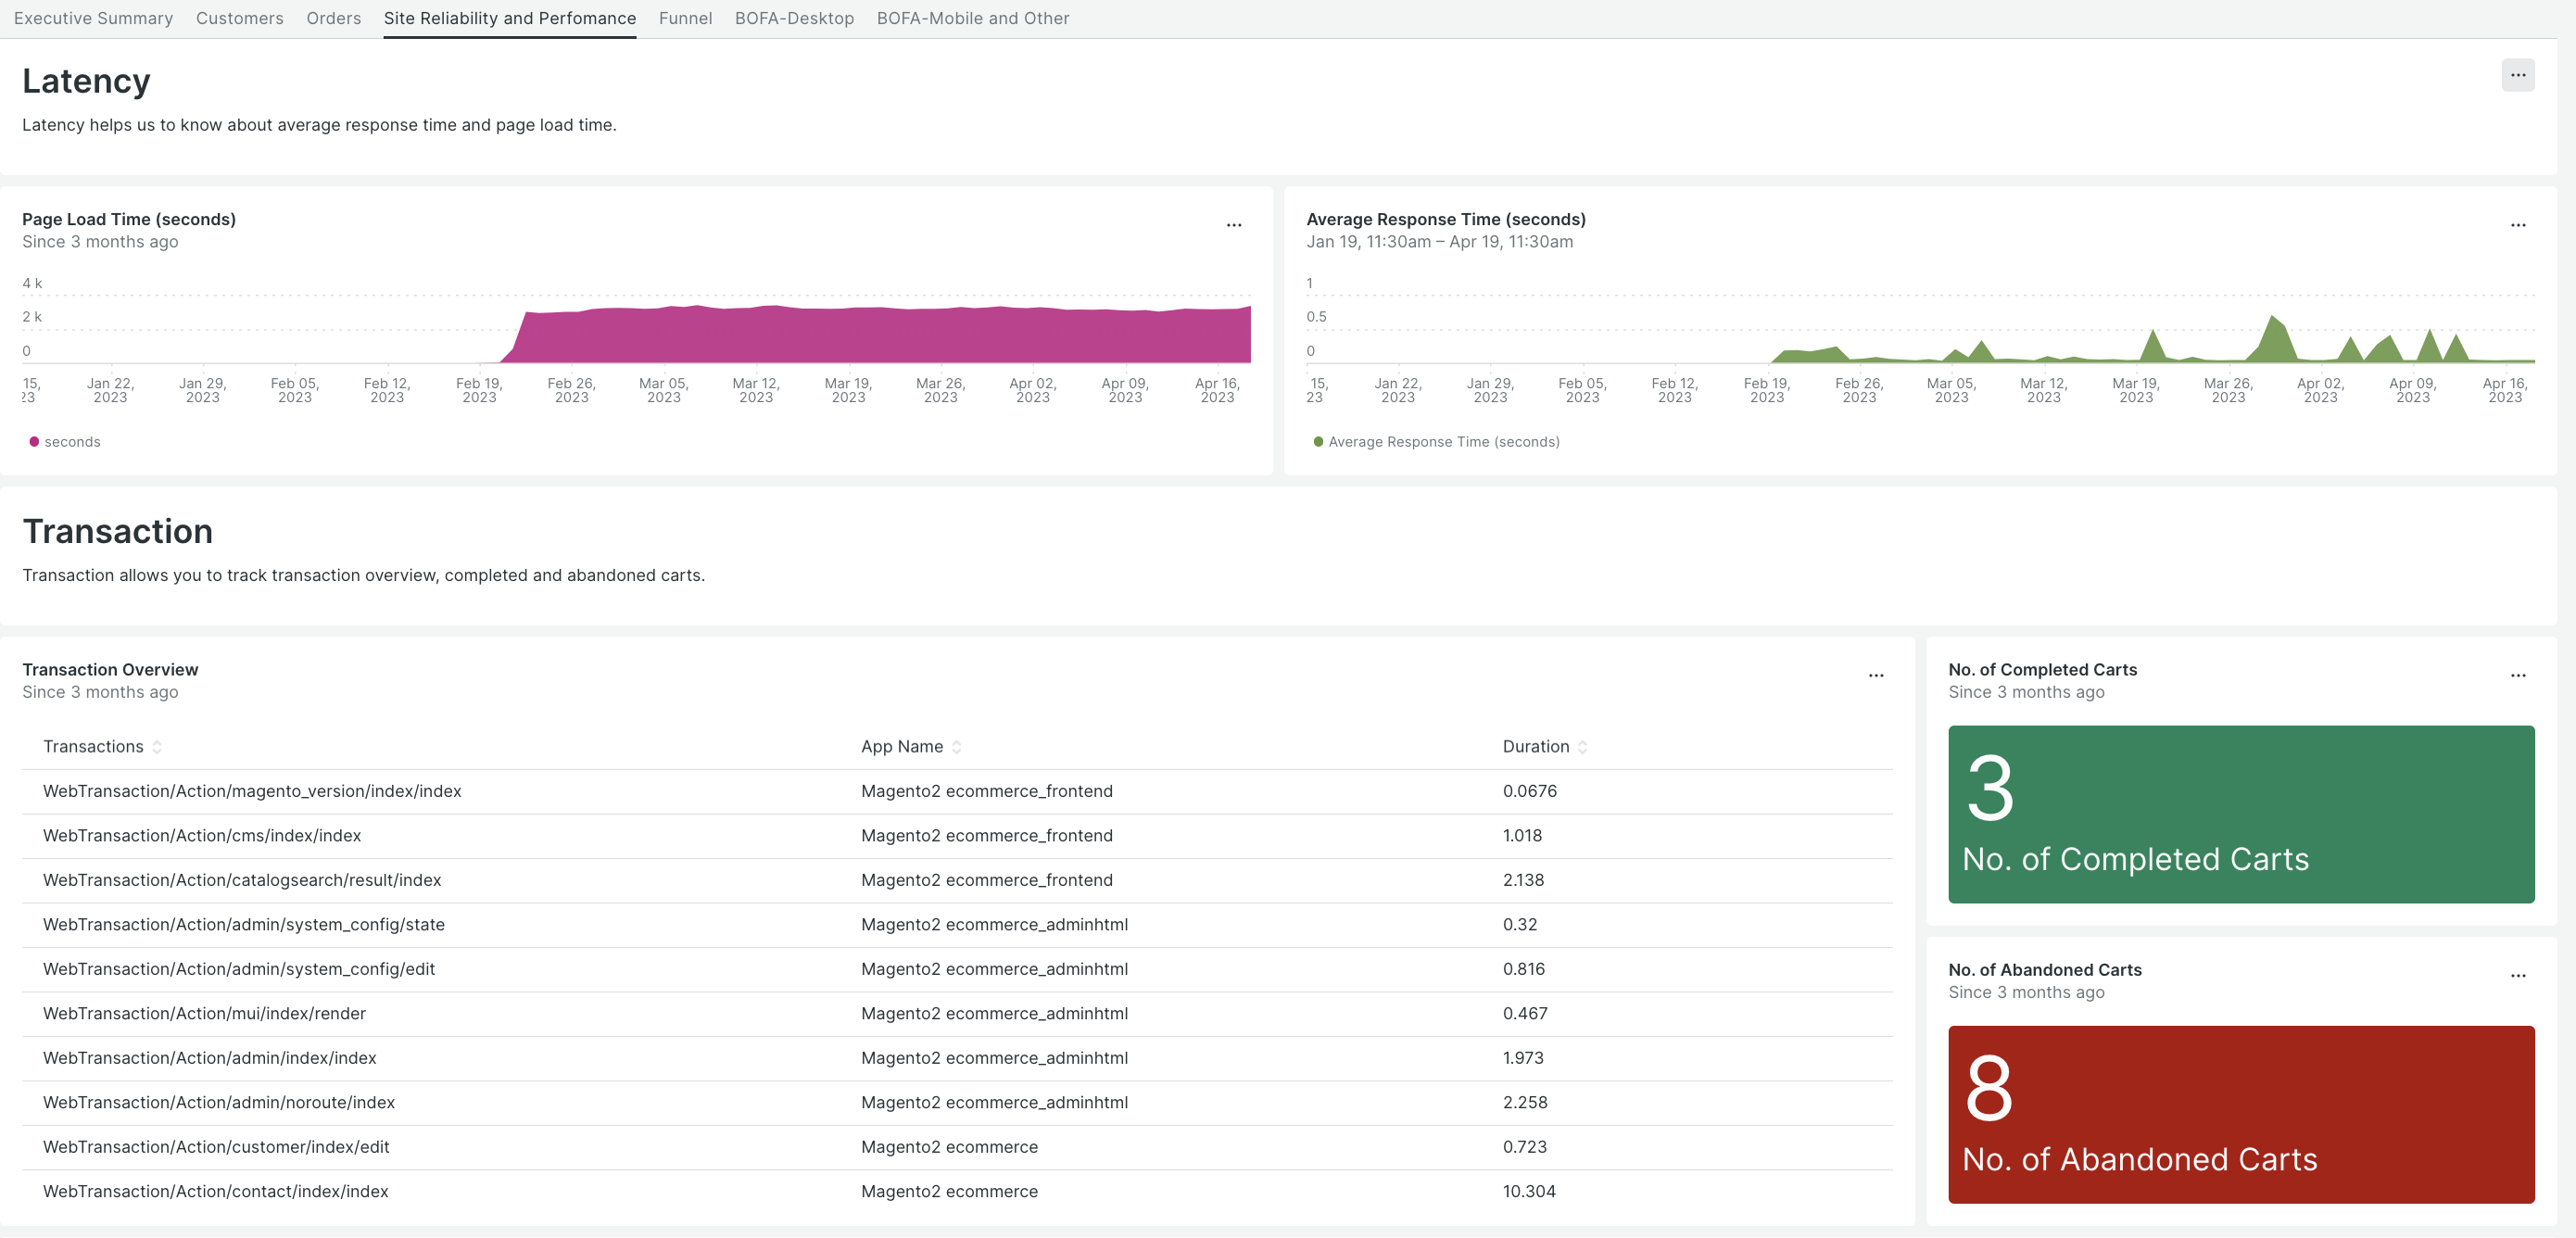 Executive Summary Customers Orders Site Reliability and Perfomance Funnel BOFA-Desktop BOFA-Mobile and Other
Latency
...
Latency helps us to know about average response time and page load time.
Page Load Time (seconds)
...
Since 3 months ago
4 k
2 k
0
15, Jan 22, Jan 29, Feb 05, Feb 12, Feb 19, Feb 26, Mar 05, Mar 12, Mar 19, Mar 26, Apr 02, Apr 09, Apr 16,
23 2023 2023 2023 2023 2023 2023 2023 2023 2023 2023 2023 2023 2023
seconds
Average Response Time (seconds)
...
Jan 19, 11:30am – Apr 19, 11:30am
1
0.5
0
15, Jan 22, Jan 29, Feb 05, Feb 12, Feb 19, Feb 26, Mar 05, Mar 12, Mar 19, Mar 26, Apr 02, Apr 09, Apr 16,
23 2023 2023 2023 2023 2023 2023 2023 2023 2023 2023 2023 2023 2023
Average Response Time (seconds)
Transaction
Transaction allows you to track transaction overview, completed and abandoned carts.
Transaction Overview
...
Since 3 months ago
Transactions App Name Duration
WebTransaction/Action/magento_version/index/index Magento2 ecommerce_frontend 0.0676
WebTransaction/Action/cms/index/index Magento2 ecommerce_frontend 1.018
WebTransaction/Action/catalogsearch/result/index Magento2 ecommerce_frontend 2.138
WebTransaction/Action/admin/system_config/state Magento2 ecommerce_adminhtml 0.32
WebTransaction/Action/admin/system_config/edit Magento2 ecommerce_adminhtml 0.816
WebTransaction/Action/mui/index/render Magento2 ecommerce_adminhtml 0.467
WebTransaction/Action/admin/index/index Magento2 ecommerce_adminhtml 1.973
WebTransaction/Action/admin/noroute/index Magento2 ecommerce_adminhtml 2.258
WebTransaction/Action/customer/index/edit Magento2 ecommerce 0.723
WebTransaction/Action/contact/index/index Magento2 ecommerce 10.304
No. of Completed Carts
...
Since 3 months ago
3
No. of Completed Carts
No. of Abandoned Carts
...
Since 3 months ago
8
No. of Abandoned Carts